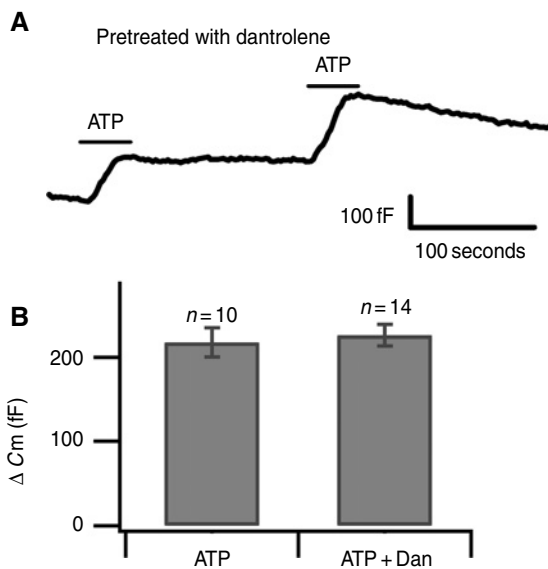 A
Pretreated with dantrolene
ATP
ATP
100 fF
100 seconds
B
n = 10
n = 14
Δ Cm (fF)
200
100
0
ATP
ATP + Dan